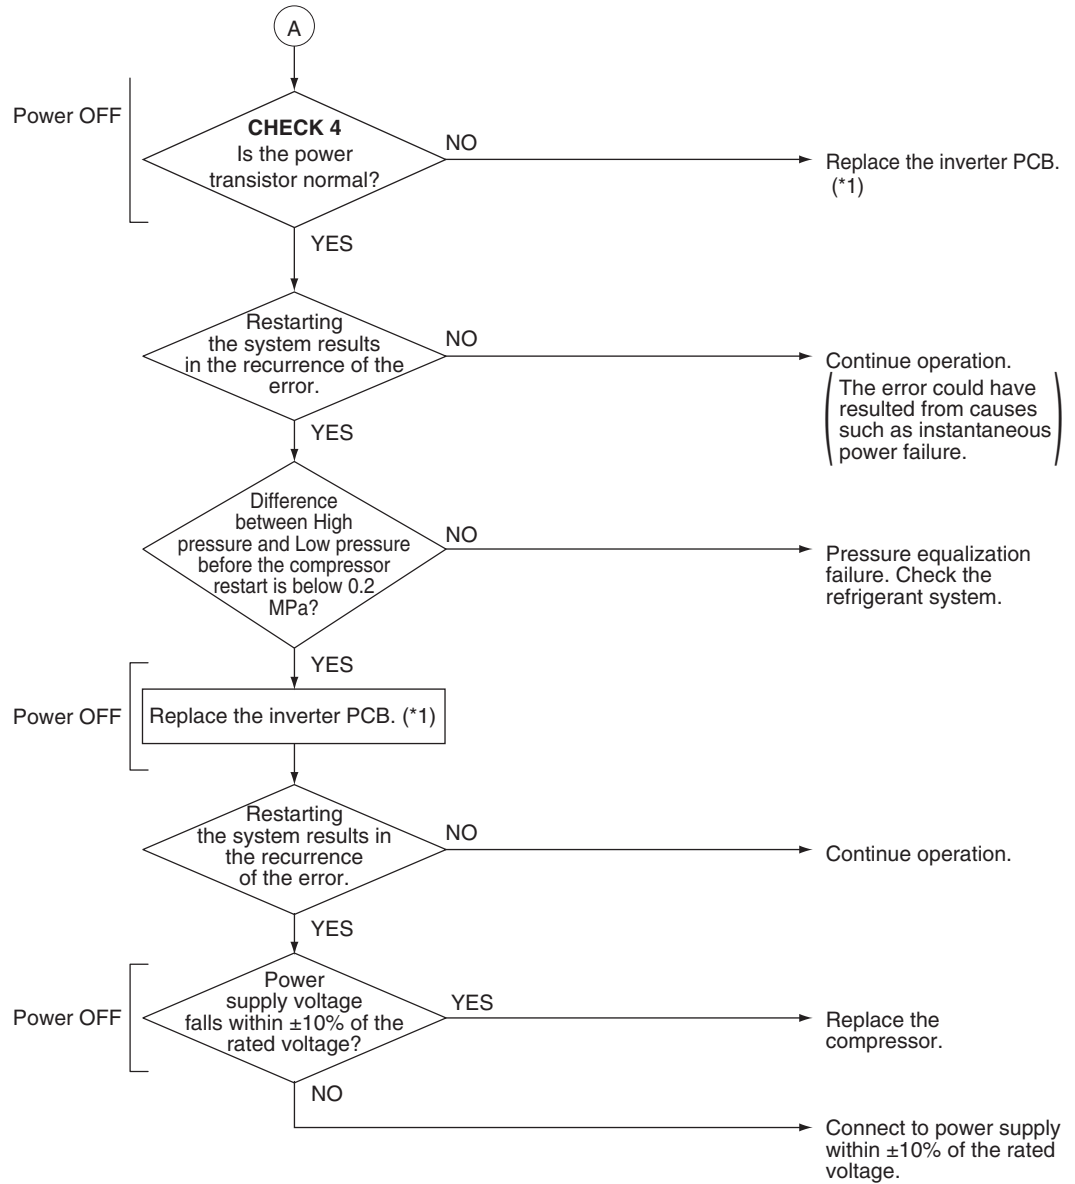 A
Power OFF
CHECK 4
Is the power
transistor normal?
NO
Replace the inverter PCB.
(*1)
YES
Restarting
the system results
in the recurrence of the
error.
NO
Continue operation.
The error could have
resulted from causes
such as instantaneous
power failure.
YES
Difference
between High
pressure and Low pressure
before the compressor
restart is below 0.2
MPa?
NO
Pressure equalization
failure. Check the
refrigerant system.
YES
Power OFF
Replace the inverter PCB. (*1)
Restarting
the system results in
the recurrence
of the error.
NO
Continue operation.
YES
Power OFF
Power
supply voltage
falls within ±10% of the
rated voltage?
YES
Replace the
compressor.
NO
Connect to power supply
within ±10% of the rated
voltage.